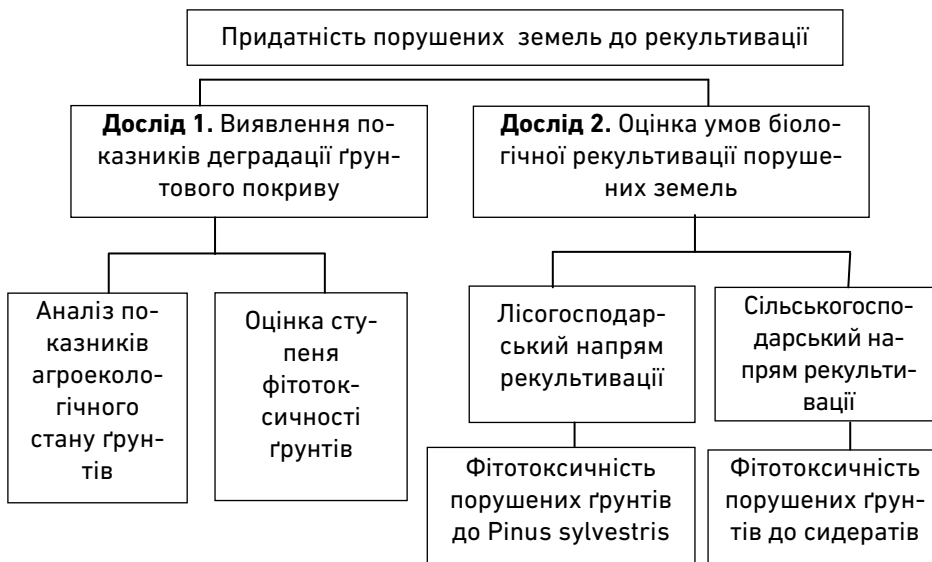 Придатність порушених земель до рекультивації
Дослід 1. Виявлення по-
казників деградації ґрун-
тового покриву
Дослід 2. Оцінка умов біоло-
гічної рекультивації поруше-
них земель
Аналіз по-
казників
агроеколо-
гічного
стану ґрун-
тів
Оцінка сту-
пеня
фітоток-
сичності
ґрунтів
Лісогосподар-
ський напрям
рекультивації
Сільськогоспо-
дарський на-
прям рекульти-
вації
Фітотоксичність
порушених ґрунтів
до Pinus sylvestris
Фітотоксичність
порушених ґрун-
тів до сидератів